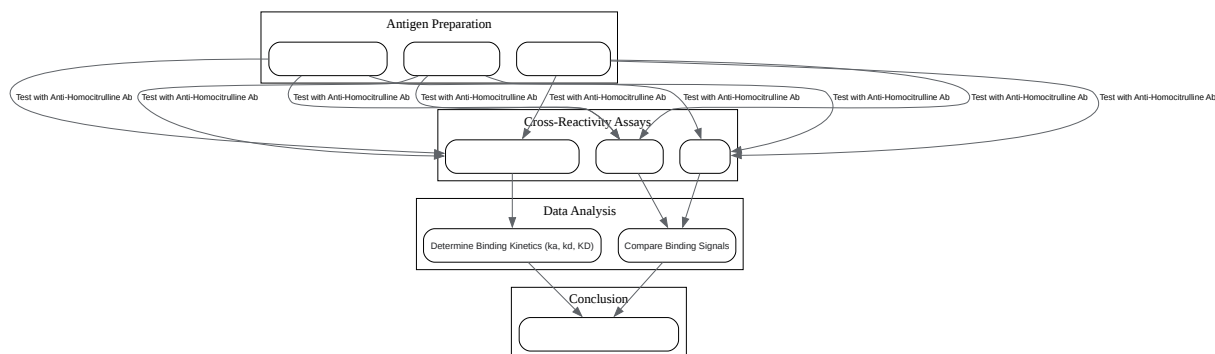 Antigen Preparation
Test with Anti-Homocitrulline Ab
Test with Anti-Homocitrulline Ab
Test with Anti-Homocitrulline Ab
Test with Anti-Homocitrulline Ab
Test with Anti-Homocitrulline Ab
Test with Anti-Homocitrulline Ab
Test with Anti-Homocitrulline Ab
Test with Anti-Homocitrulline Ab
Test with Anti-Homocitrulline Ab
Cross-Reactivity Assays
Data Analysis
Determine Binding Kinetics (ka, kd, KD)
Compare Binding Signals
Conclusion